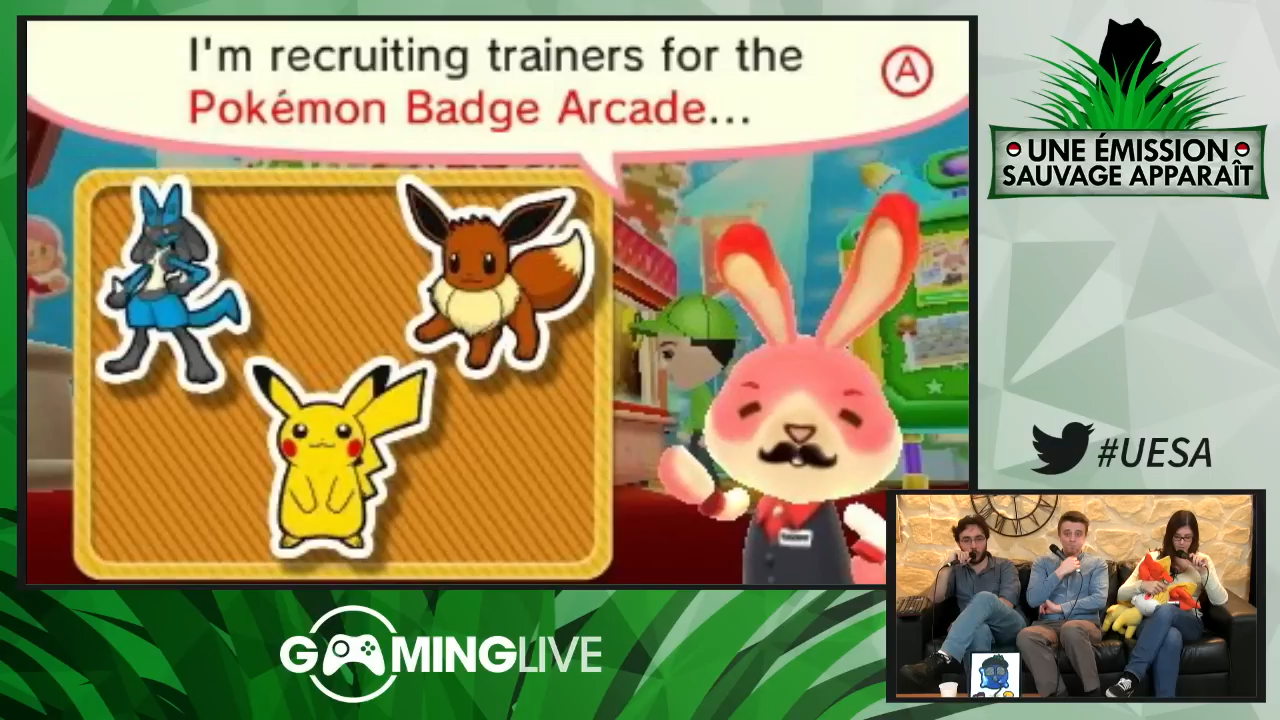 I'm recruiting trainers for the
Pokémon Badge Arcade...
A
UNE ÉMISSION
SAUVAGE APPARAÎT
#UESA
GAMINGLIVE